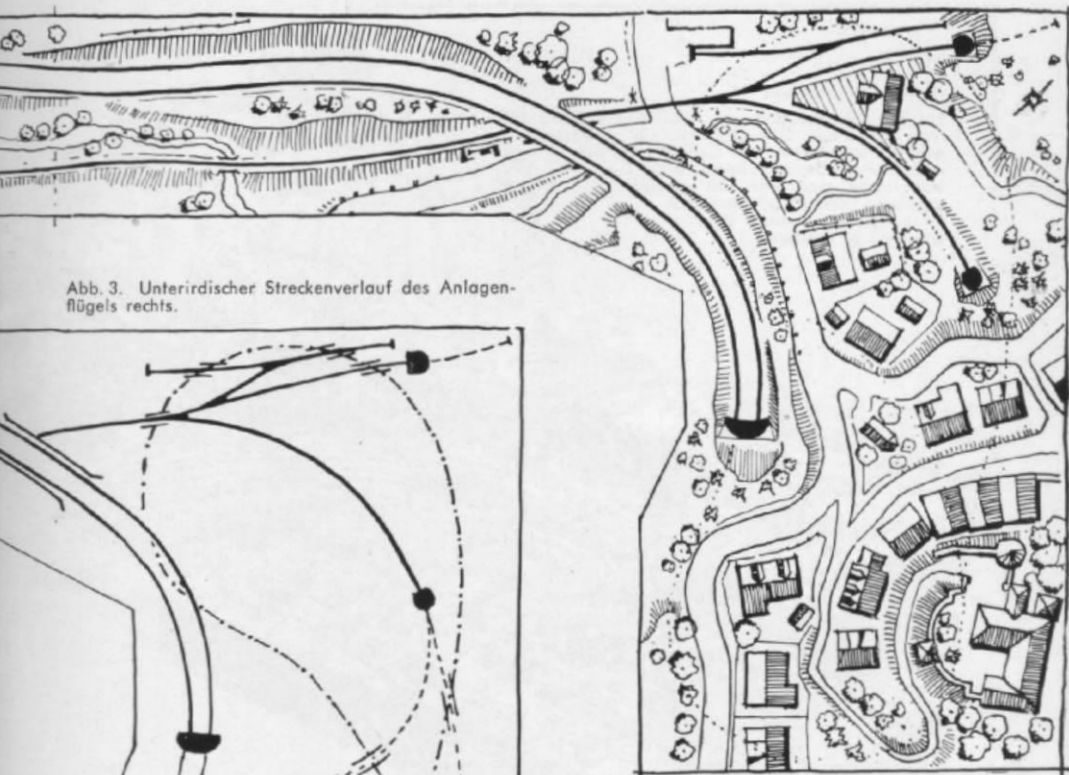 Abb. 3. Unterirdischer Streckenverlauf des Anlagen-
flügels rechts.